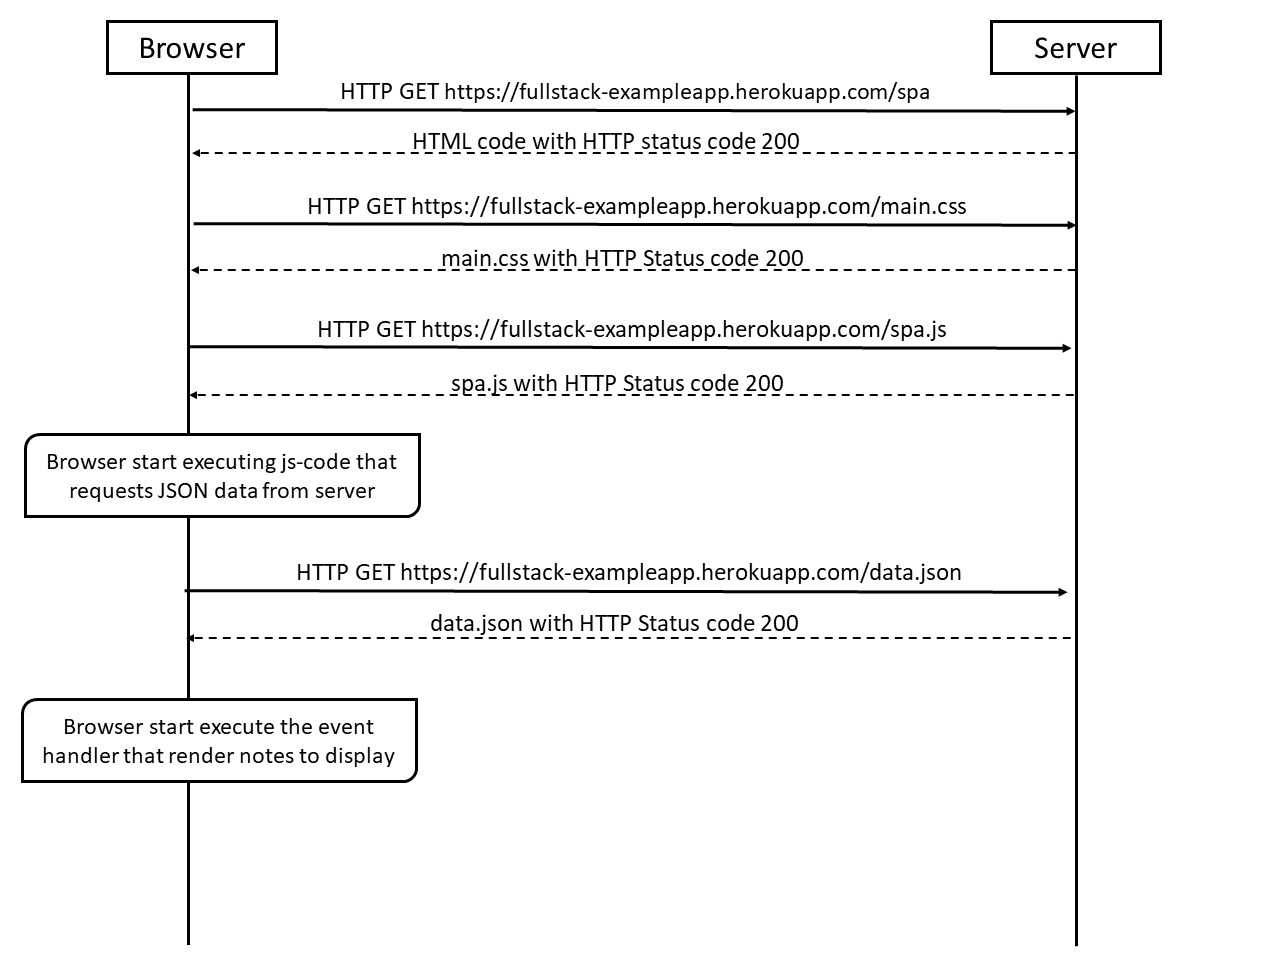 Browser
Server
HTTP GET https://fullstack-exampleapp.herokuapp.com/spa
HTML code with HTTP status code 200
HTTP GET https://fullstack-exampleapp.herokuapp.com/main.css
main.css with HTTP Status code 200
HTTP GET https://fullstack-exampleapp.herokuapp.com/spa.js
spa.js with HTTP Status code 200
Browser start executing js-code that
requests JSON data from server
HTTP GET https://fullstack-exampleapp.herokuapp.com/data.json
data.json with HTTP Status code 200
Browser start execute the event
handler that render notes to display